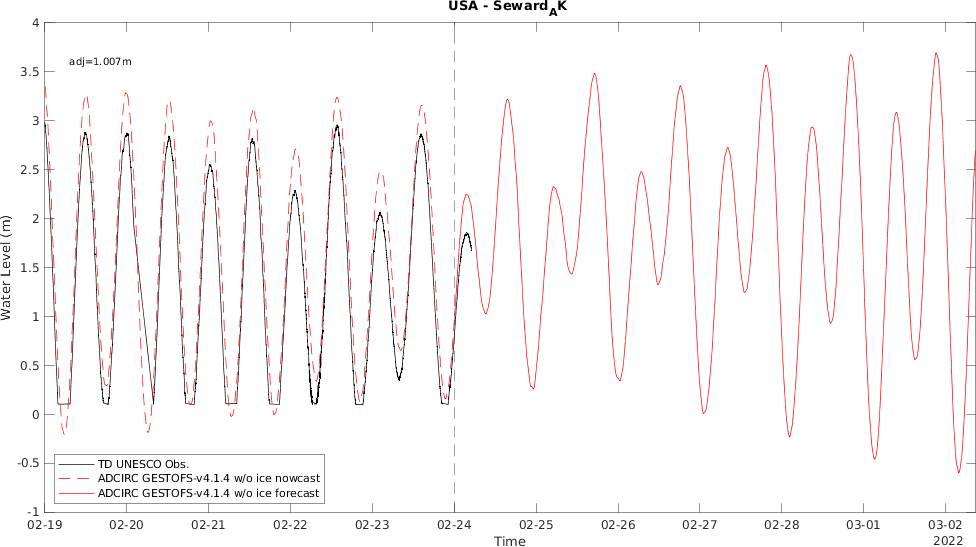 USA - Seward_AK
adj=1.007m
4
3.5
3
2.5
2
1.5
1
0.5
0
-0.5
-1
Water Level (m)
TD UNESCO Obs.
ADCIRC GESTOFS-v4.1.4 w/o ice nowcast
ADCIRC GESTOFS-v4.1.4 w/o ice forecast
02-19 02-20 02-21 02-22 02-23 02-24 02-25 02-26 02-27 02-28 03-01 03-02
2022
Time